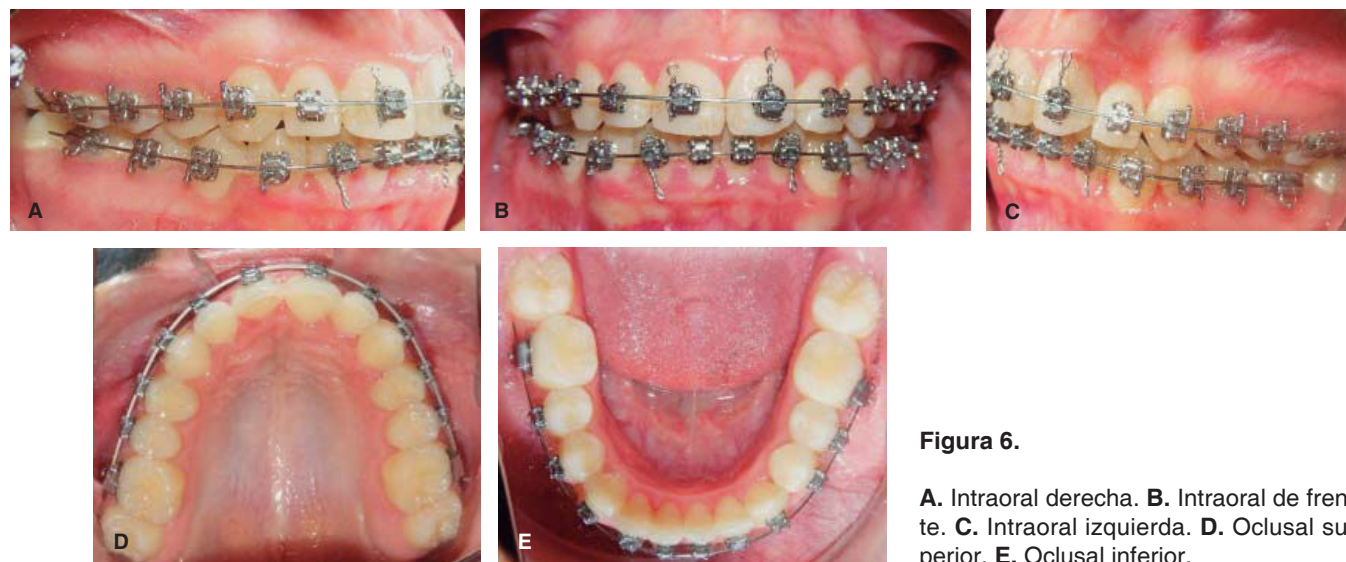 A
B
C
D
E
Figura 6.
A. Intraoral derecha. B. Intraoral de fren-
te. C. Intraoral izquierda. D. Oclusal su-
perior. E. Oclusal inferior.